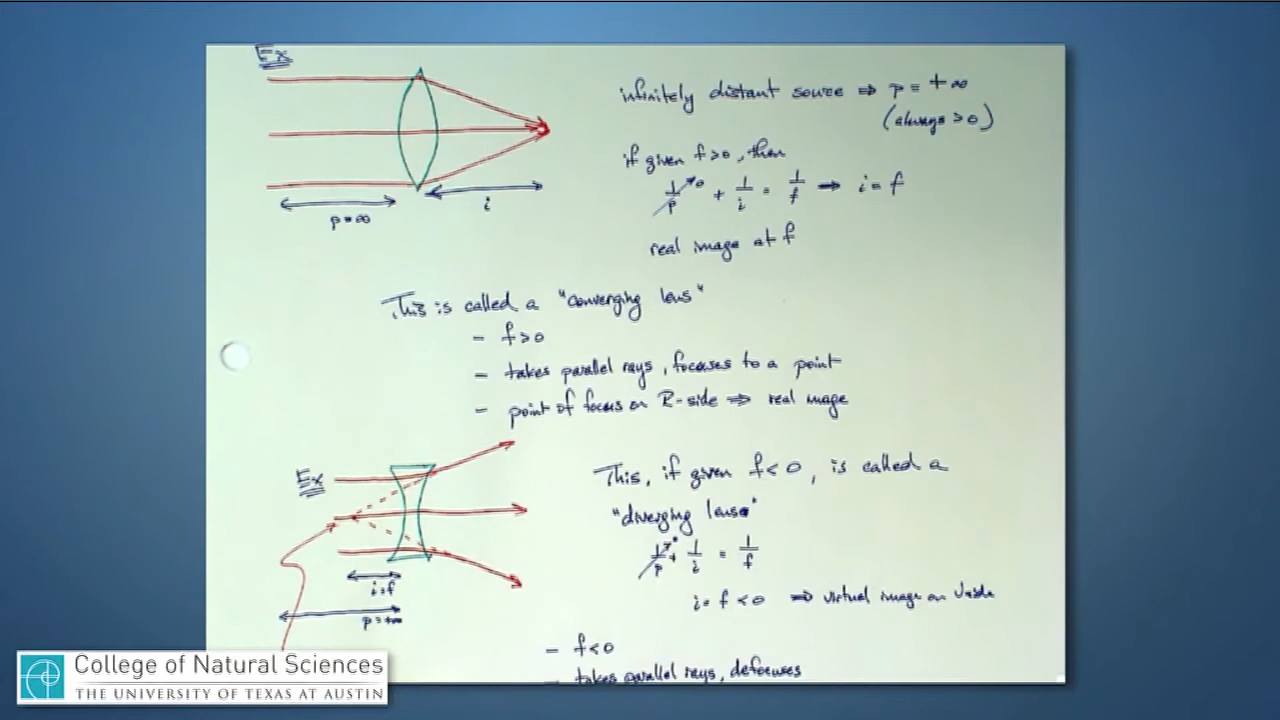 Ex
infinitely distant source ⇒ p = +∞
(always > 0)
if given f>0, then
1/p →0 + 1/i = 1/f ⇒ i = f
p = ∞
i
real image at f
This is called a "converging lens"
- f > 0
- takes parallel rays, focuses to a point
- point of focus on R-side ⇒ real image
Ex
This, if given f < 0, is called a
"diverging lens"
1/p + 1/i = 1/f
i = f
i = f < 0 ⇒ virtual image on V-side
p = +∞
- f < 0
- takes parallel rays, defocuses
College of Natural Sciences
THE UNIVERSITY OF TEXAS AT AUSTIN